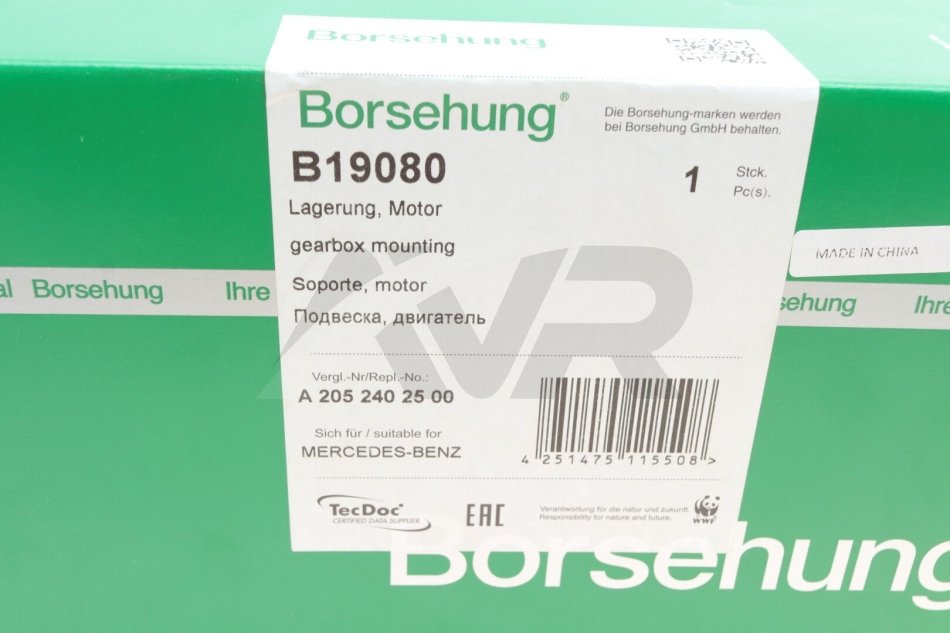 Borsehung
Borsehung®
Die Borsehung-marken werden
bei Borsehung GmbH behalten.
B19080
1 Stck.
Pc(s).
Lagerung, Motor
gearbox mounting
Soporte, motor
Подвеска, двигатель
MADE IN CHINA
al Borsehung Ihre
sehung Ihre
VR
Vergl.-Nr/Repl.-No.:
A 205 240 25 00
Sich für / suitable for
MERCEDES-BENZ
4 251475 115508 >
TecDoc
CERTIFIED DATA SUPPLIER
EAC
Verantwortung für die natur und zukunft.
Responsibility for nature and future.
WWF
Borsehung